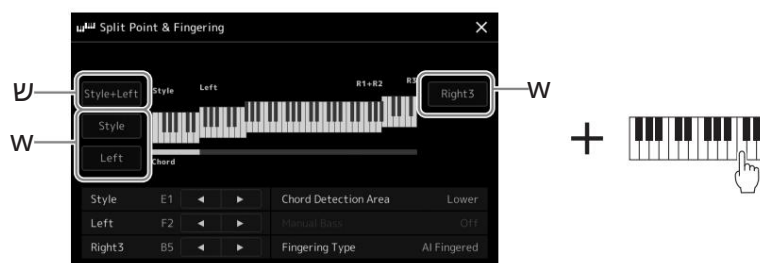 Split Point & Fingering ×
ש Style+Left Style Left R1+R2 R3 Right3 w
w Style
Left Chord
+
Style E1 ◄ ► Chord Detection Area Lower
Left F2 ◄ ► Manual Bass Off
Right3 B5 ◄ ► Fingering Type AI Fingered